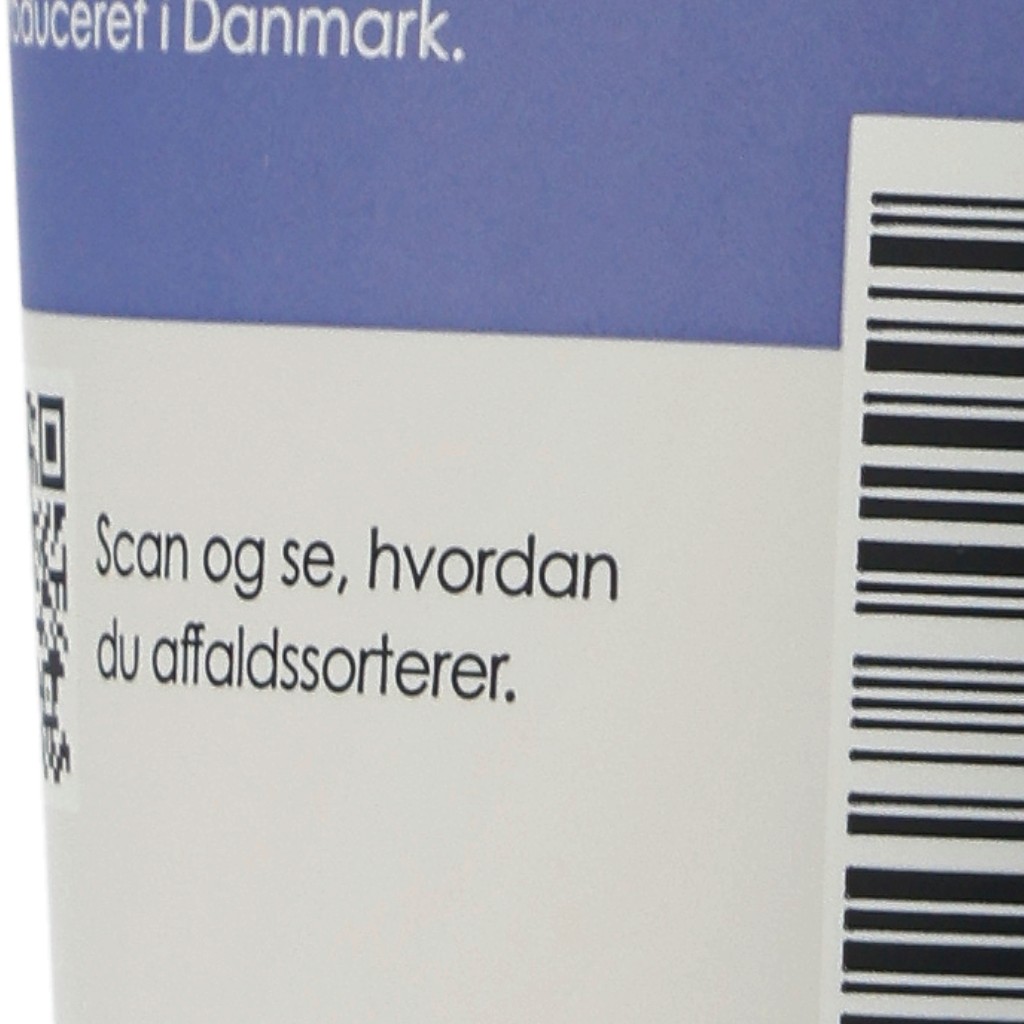 i Danmark.
Scan og se, hvordan
du affaldssorterer.